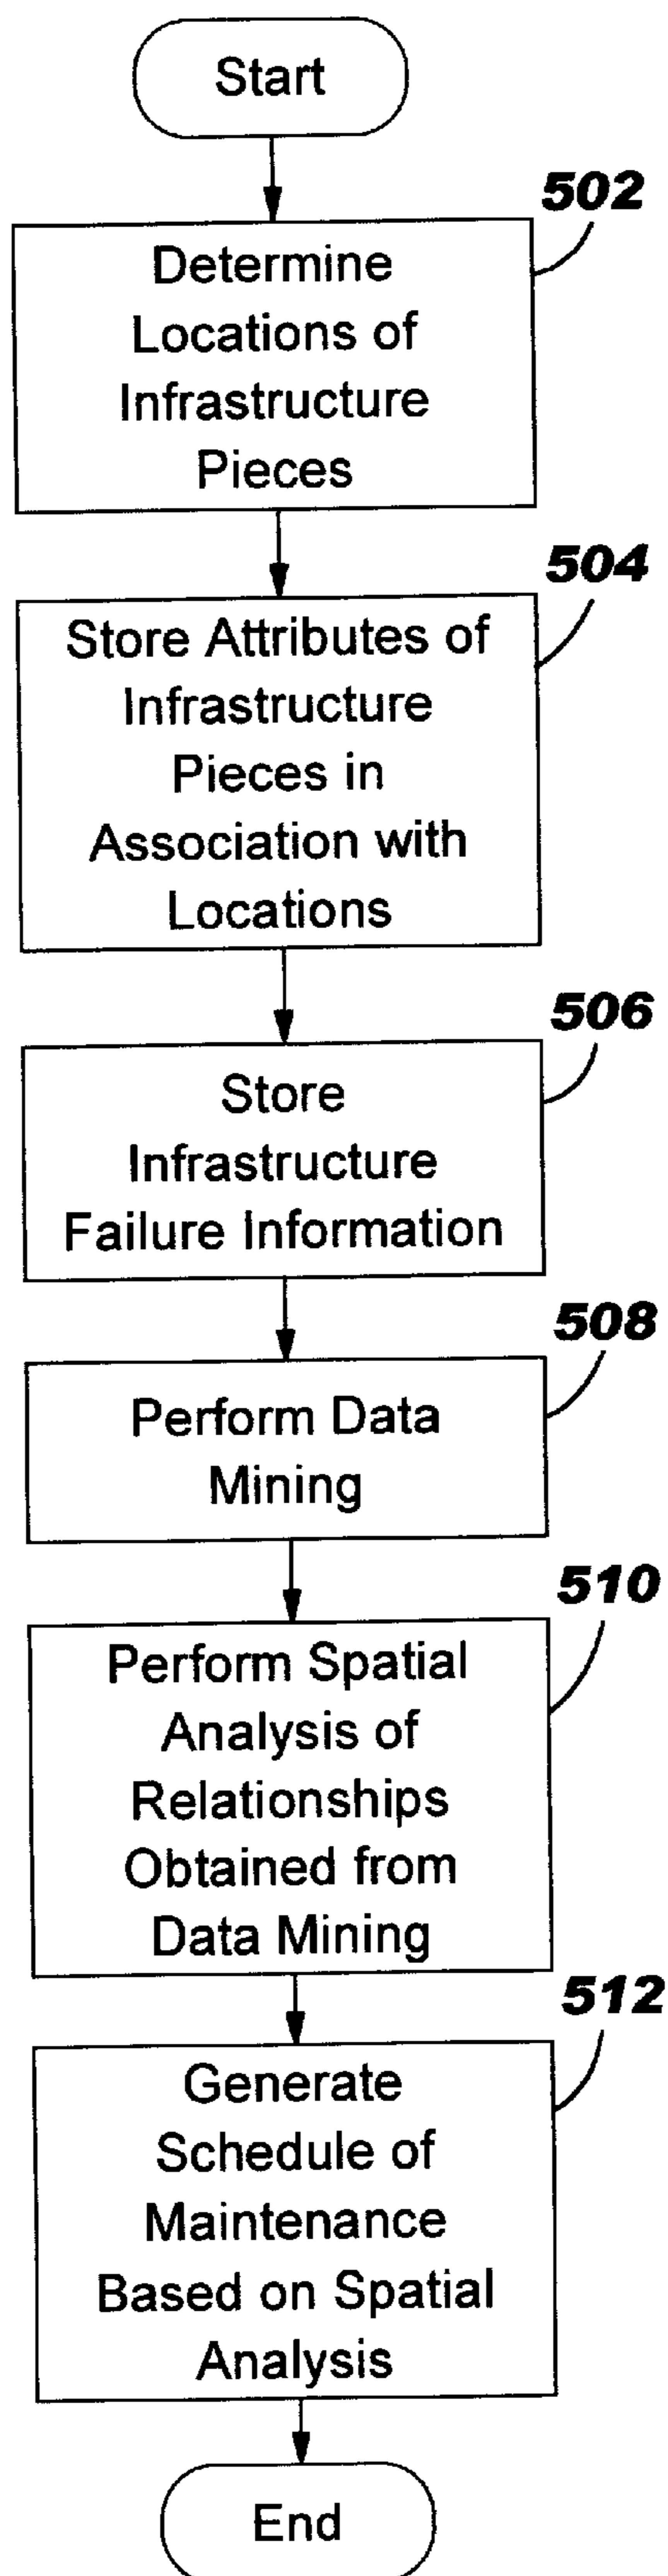 Start
502
Determine
Locations of
Infrastructure
Pieces
504
Store Attributes of
Infrastructure
Pieces in
Association with
Locations
506
Store
Infrastructure
Failure Information
508
Perform Data
Mining
510
Perform Spatial
Analysis of
Relationships
Obtained from
Data Mining
512
Generate
Schedule of
Maintenance
Based on Spatial
Analysis
End